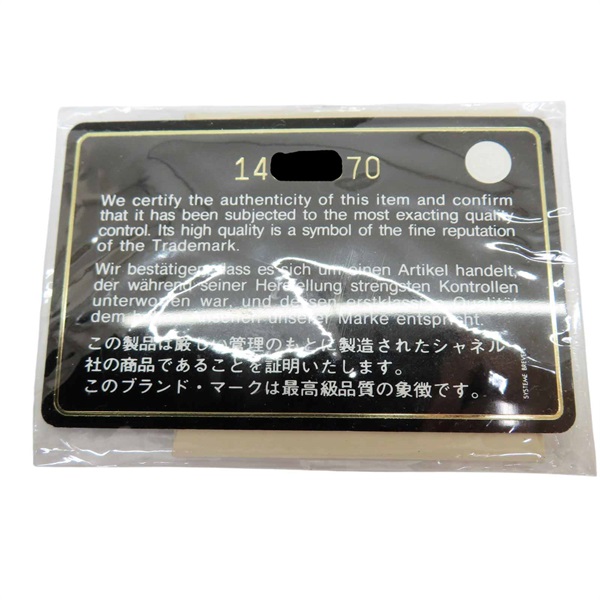 14 70
We certify the authenticity of this item and confirm
that it has been subjected to the most exacting quality
control. Its high quality is a symbol of the fine reputation
of the Trademark.
Wir bestätigen, dass es sich um einen Artikel handelt,
der während seiner Herstellung strengsten Kontrollen
unterworfen war, und dessen erstklassige Qualität
dem unserer Marke entspricht.
この製品は厳しい管理のもとに製造されたシャネル
社の商品であることを証明いたします。
このブランド・マークは最高級品質の象徴です。
SYSTEME BREVETE